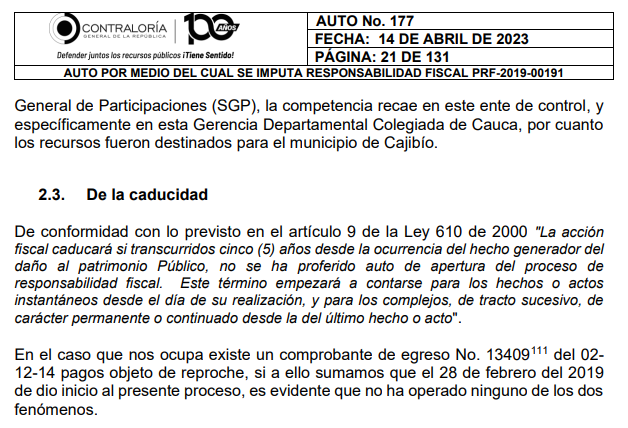 CONTRALORÍA
GENERAL DE LA REPÚBLICA
100 AÑOS
Defender juntos los recursos públicos ¡Tiene Sentido!
AUTO No. 177
FECHA: 14 DE ABRIL DE 2023
PÁGINA: 21 DE 131
AUTO POR MEDIO DEL CUAL SE IMPUTA RESPONSABILIDAD FISCAL PRF-2019-00191
General de Participaciones (SGP), la competencia recae en este ente de control, y
específicamente en esta Gerencia Departamental Colegiada de Cauca, por cuanto
los recursos fueron destinados para el municipio de Cajibío.
2.3. De la caducidad
De conformidad con lo previsto en el artículo 9 de la Ley 610 de 2000 "La acción
fiscal caducará si transcurridos cinco (5) años desde la ocurrencia del hecho generador del
daño al patrimonio Público, no se ha proferido auto de apertura del proceso de
responsabilidad fiscal. Este término empezará a contarse para los hechos o actos
instantáneos desde el día de su realización, y para los complejos, de tracto sucesivo, de
carácter permanente o continuado desde la del último hecho o acto".
En el caso que nos ocupa existe un comprobante de egreso No. 13409111 del 02-
12-14 pagos objeto de reproche, si a ello sumamos que el 28 de febrero del 2019
de dio inicio al presente proceso, es evidente que no ha operado ninguno de los dos
fenómenos.